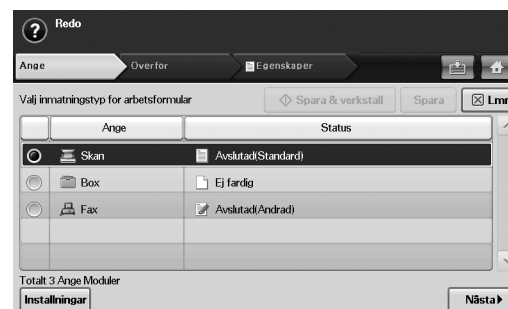 Redo
Ange Overfor Egenskaper
Valj inmatningstyp for arbetsformular Spara & verkstall Spara Lmn
Ange Status
Skan Avslutad(Standard)
Box Ej fardig
Fax Avslutad(Andrad)
Totalt 3 Ange Moduler
Installningar Nästa